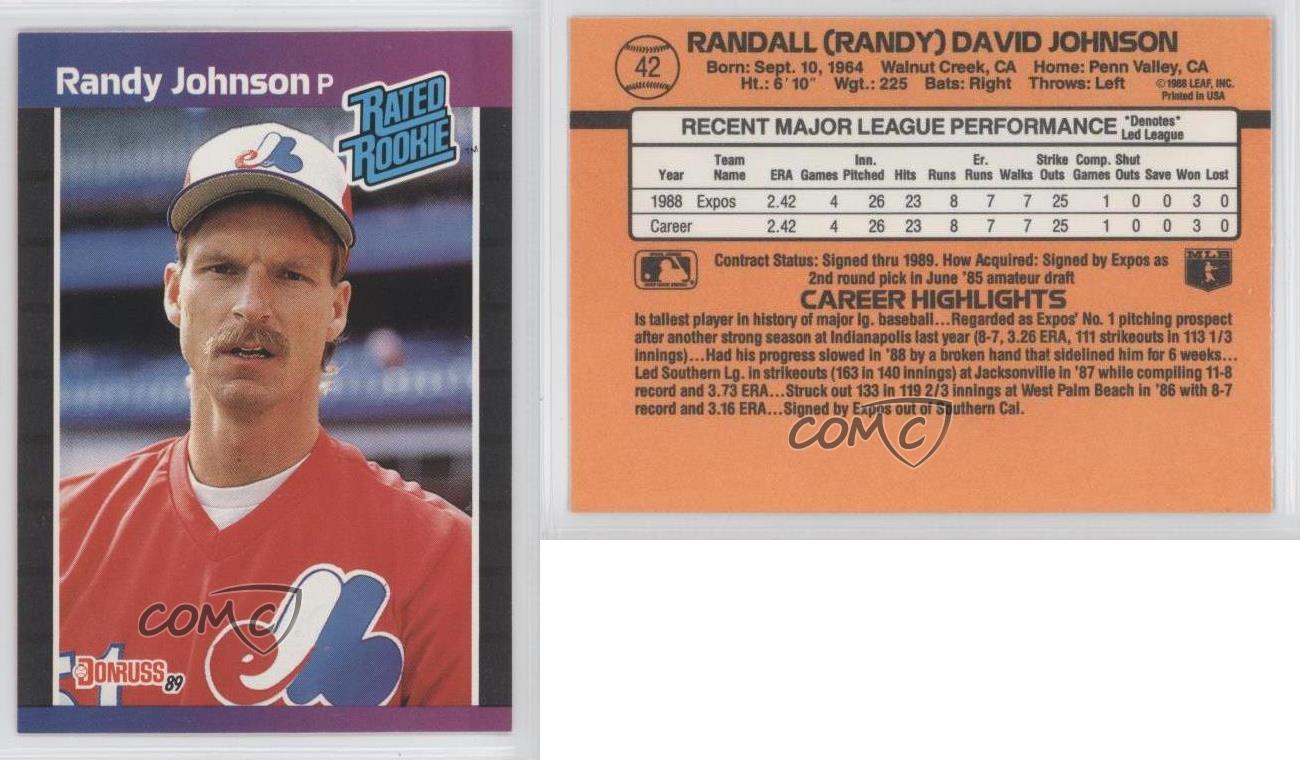 Randy Johnson P
RATED
ROOKIE™
51
DONRUSS 89
COMC
42
RANDALL (RANDY) DAVID JOHNSON
Born: Sept. 10, 1964 Walnut Creek, CA Home: Penn Valley, CA
Ht.: 6' 10" Wgt.: 225 Bats: Right Throws: Left
©1988 LEAF, INC.
Printed in USA
RECENT MAJOR LEAGUE PERFORMANCE *Denotes*
Led League
Year Team Name ERA Games Inn. Pitched Hits Runs Er. Runs Walks Strike Outs Comp. Games Shut Outs Save Won Lost
1988 Expos 2.42 4 26 23 8 7 7 25 1 0 0 3 0
Career 2.42 4 26 23 8 7 7 25 1 0 0 3 0
Contract Status: Signed thru 1989. How Acquired: Signed by Expos as
2nd round pick in June '85 amateur draft
MLB
CAREER HIGHLIGHTS
Is tallest player in history of major lg. baseball...Regarded as Expos' No. 1 pitching prospect
after another strong season at Indianapolis last year (8-7, 3.26 ERA, 111 strikeouts in 113 1/3
innings)...Had his progress slowed in '88 by a broken hand that sidelined him for 6 weeks...
Led Southern Lg. in strikeouts (163 in 140 innings) at Jacksonville in '87 while compiling 11-8
record and 3.73 ERA...Struck out 133 in 119 2/3 innings at West Palm Beach in '86 with 8-7
record and 3.16 ERA...Signed by Expos out of Southern Cal.
COMC